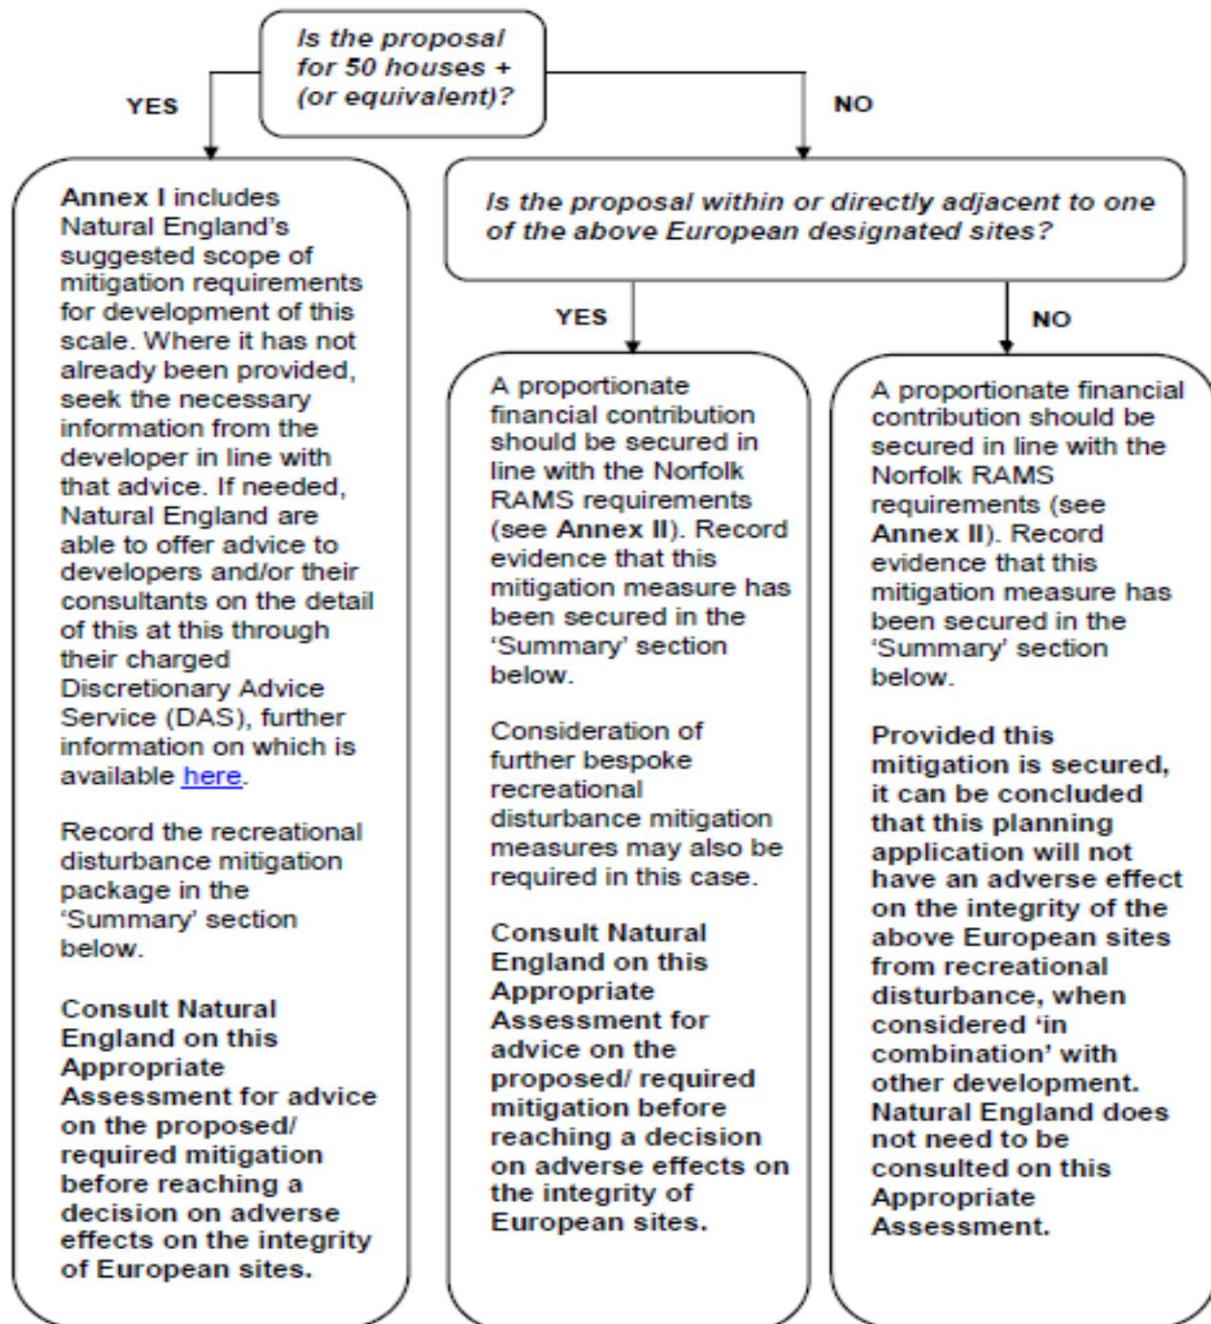 Is the proposal
for 50 houses +
(or equivalent)?
YES
NO
Annex I includes
Natural England's
suggested scope of
mitigation requirements
for development of this
scale. Where it has not
already been provided,
seek the necessary
information from the
developer in line with
that advice. If needed,
Natural England are
able to offer advice to
developers and/or their
consultants on the detail
of this at this through
their charged
Discretionary Advice
Service (DAS), further
information on which is
available here.
Record the recreational
disturbance mitigation
package in the
‘Summary’ section
below.
Consult Natural
England on this
Appropriate
Assessment for advice
on the proposed/
required mitigation
before reaching a
decision on adverse
effects on the integrity
of European sites.
Is the proposal within or directly adjacent to one
of the above European designated sites?
YES
NO
A proportionate
financial contribution
should be secured in
line with the Norfolk
RAMS requirements
(see Annex II). Record
evidence that this
mitigation measure has
been secured in the
‘Summary’ section
below.
Consideration of
further bespoke
recreational
disturbance mitigation
measures may also be
required in this case.
Consult Natural
England on this
Appropriate
Assessment for
advice on the
proposed/ required
mitigation before
reaching a decision
on adverse effects on
the integrity of
European sites.
A proportionate financial
contribution should be
secured in line with the
Norfolk RAMS
requirements (see
Annex II). Record
evidence that this
mitigation measure has
been secured in the
‘Summary’ section
below.
Provided this
mitigation is secured,
it can be concluded
that this planning
application will not
have an adverse effect
on the integrity of the
above European sites
from recreational
disturbance, when
considered ‘in
combination’ with
other development.
Natural England does
not need to be
consulted on this
Appropriate
Assessment.